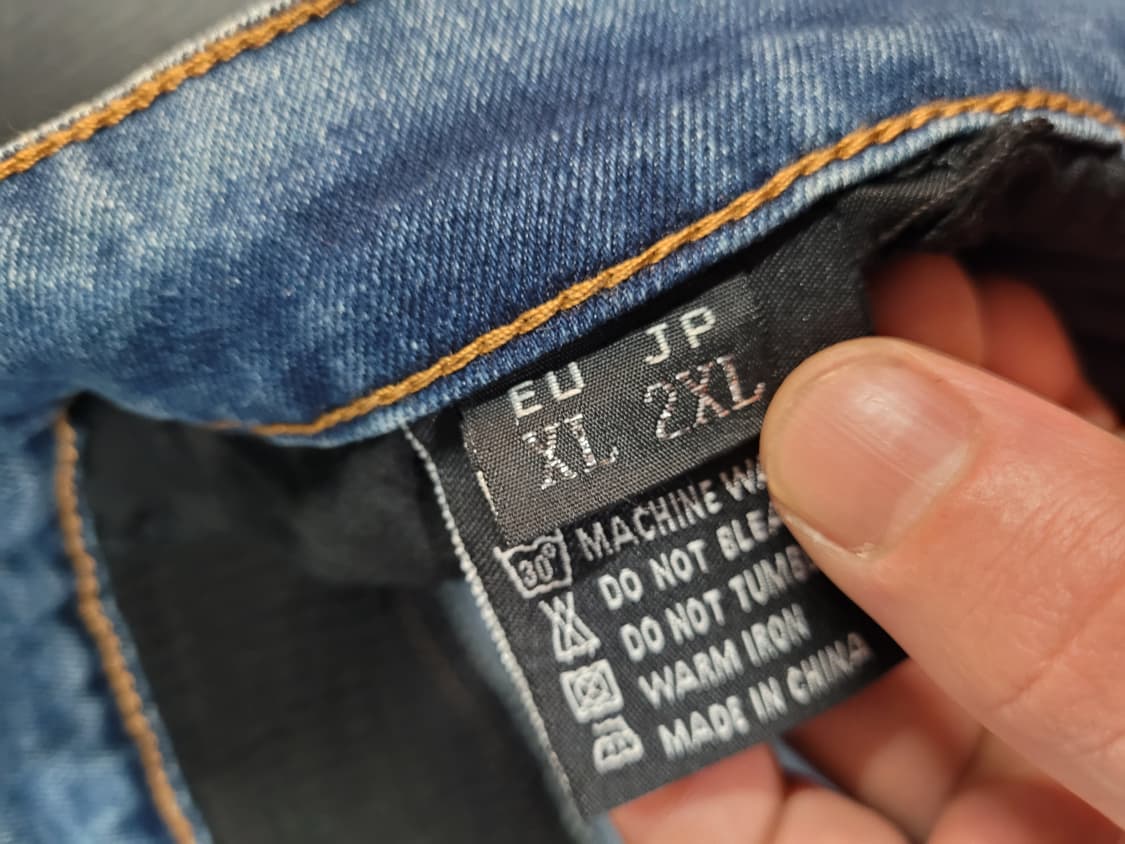 EU JP
XL 2XL
30° MACHINE
DO NOT
DO NOT
WARM IRON
MADE IN CHINA